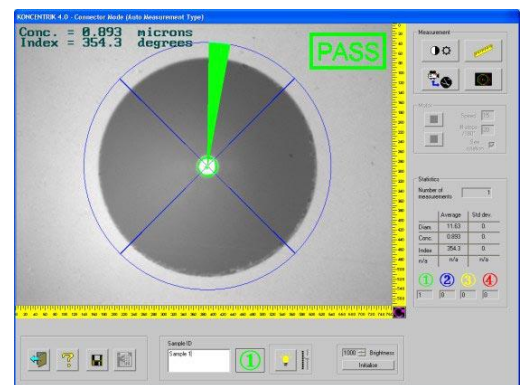 KONCENTRIK 4.0 - Connector Mode (Auto Measurement Type)
Conc. = 0.893 microns
Index = 354.3 degrees
PASS
Measurement
Motor
Speed
Statistics
Number of measurements 1
Average Std dev.
Diam. 11.63 0.
Conc. 0.893 0.
Index 354.3 0.
n/a n/a n/a
1 2 3 4
1 0 0 0
Sample ID
Sample 1
1
1000 Brightness
Initialise